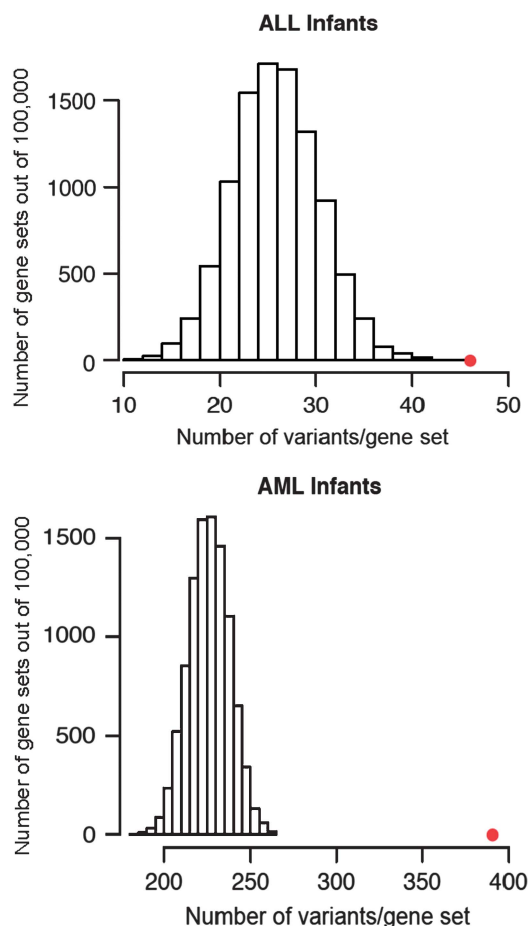 ALL Infants
Number of gene sets out of 100,000
1500
1000
500
0
10 20 30 40 50
Number of variants/gene set
AML Infants
Number of gene sets out of 100,000
1500
1000
500
0
200 250 300 350 400
Number of variants/gene set